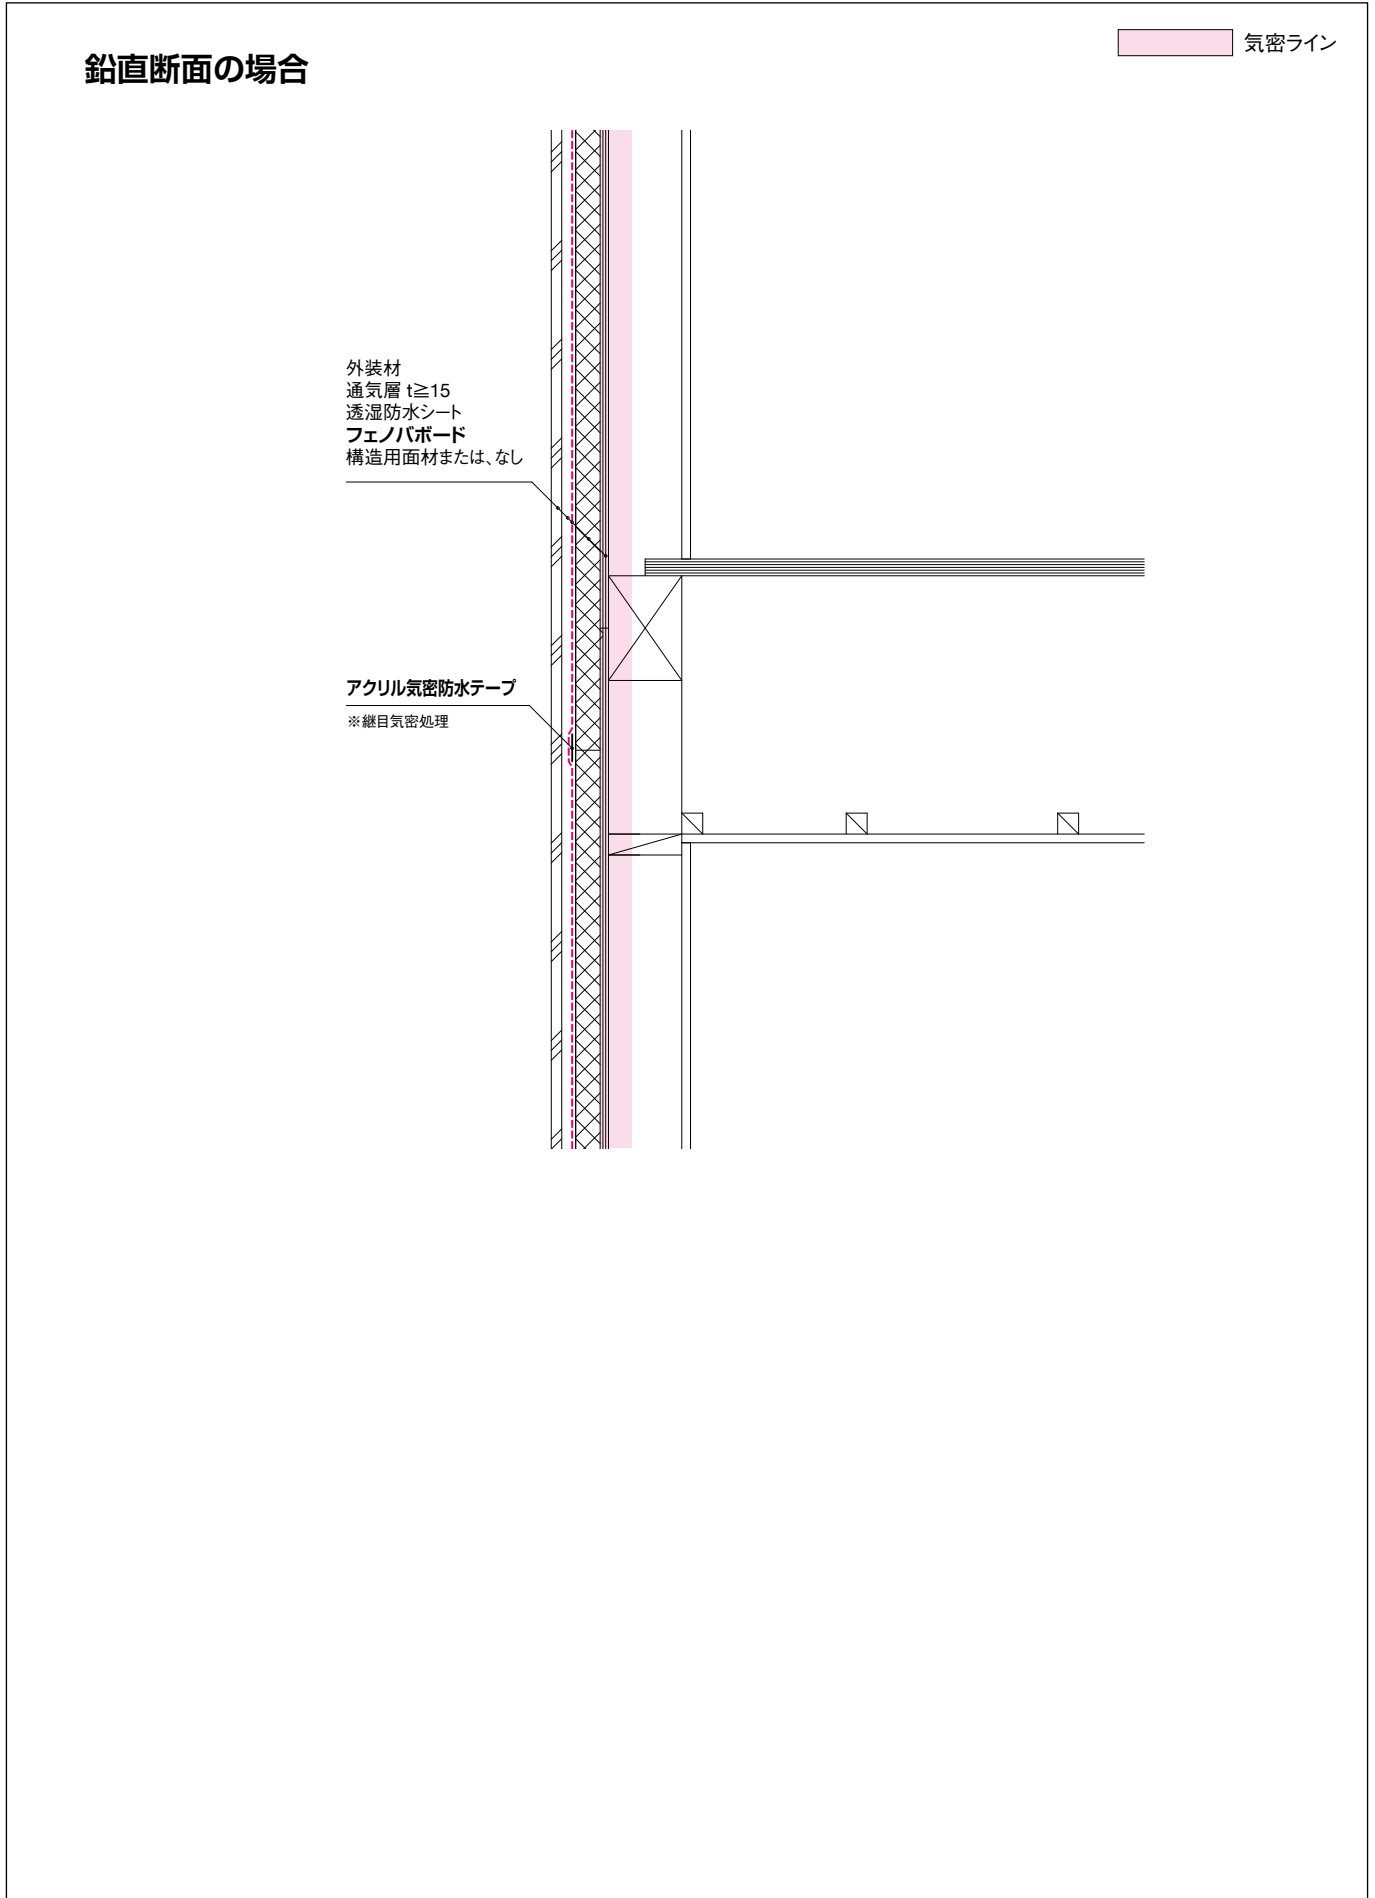 鉛直断面の場合
気密ライン
外装材
通気層 t≧15
透湿防水シート
フェノバボード
構造用面材または、なし
アクリル気密防水テープ
※継目気密処理